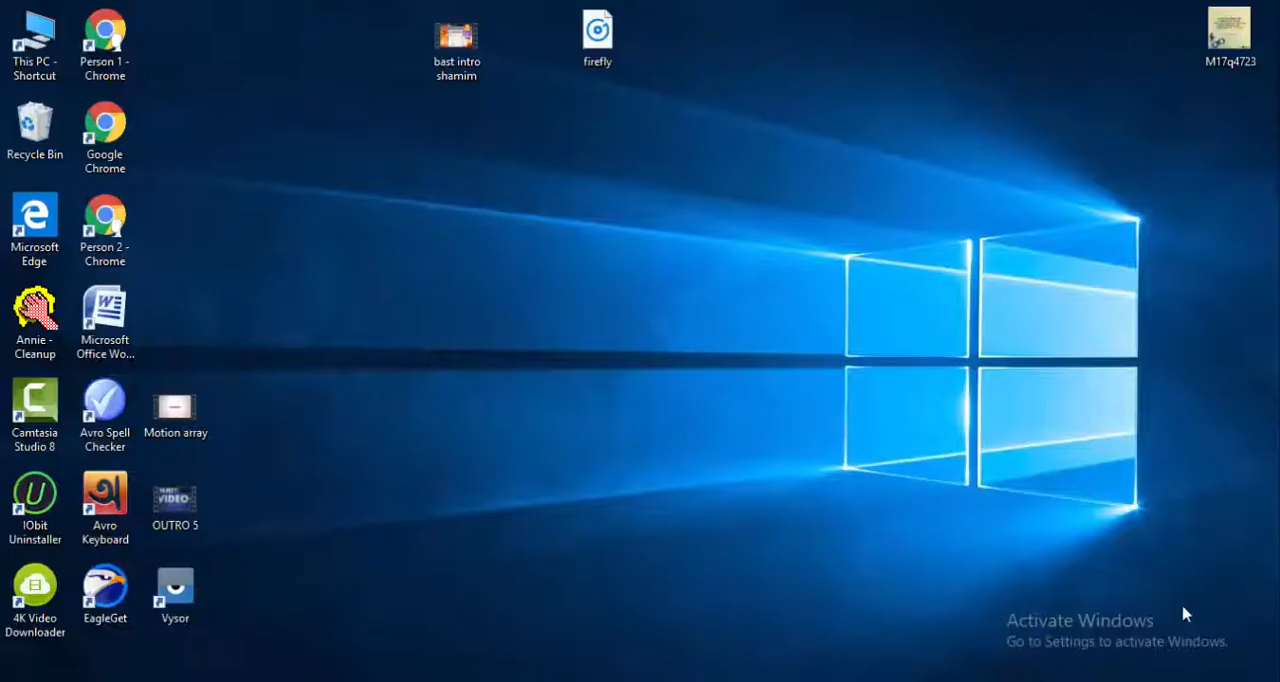 This PC -
Shortcut
Person 1 -
Chrome
bast intro
shamim
firefly
M17q4723
Recycle Bin
Google
Chrome
Microsoft
Edge
Person 2 -
Chrome
Annie -
Cleanup
Microsoft
Office Wo...
Camtasia
Studio 8
Avro Spell
Checker
Motion array
IObit
Uninstaller
Avro
Keyboard
VIDEO
OUTRO 5
4K Video
Downloader
EagleGet
Vysor
Activate Windows
Go to Settings to activate Windows.